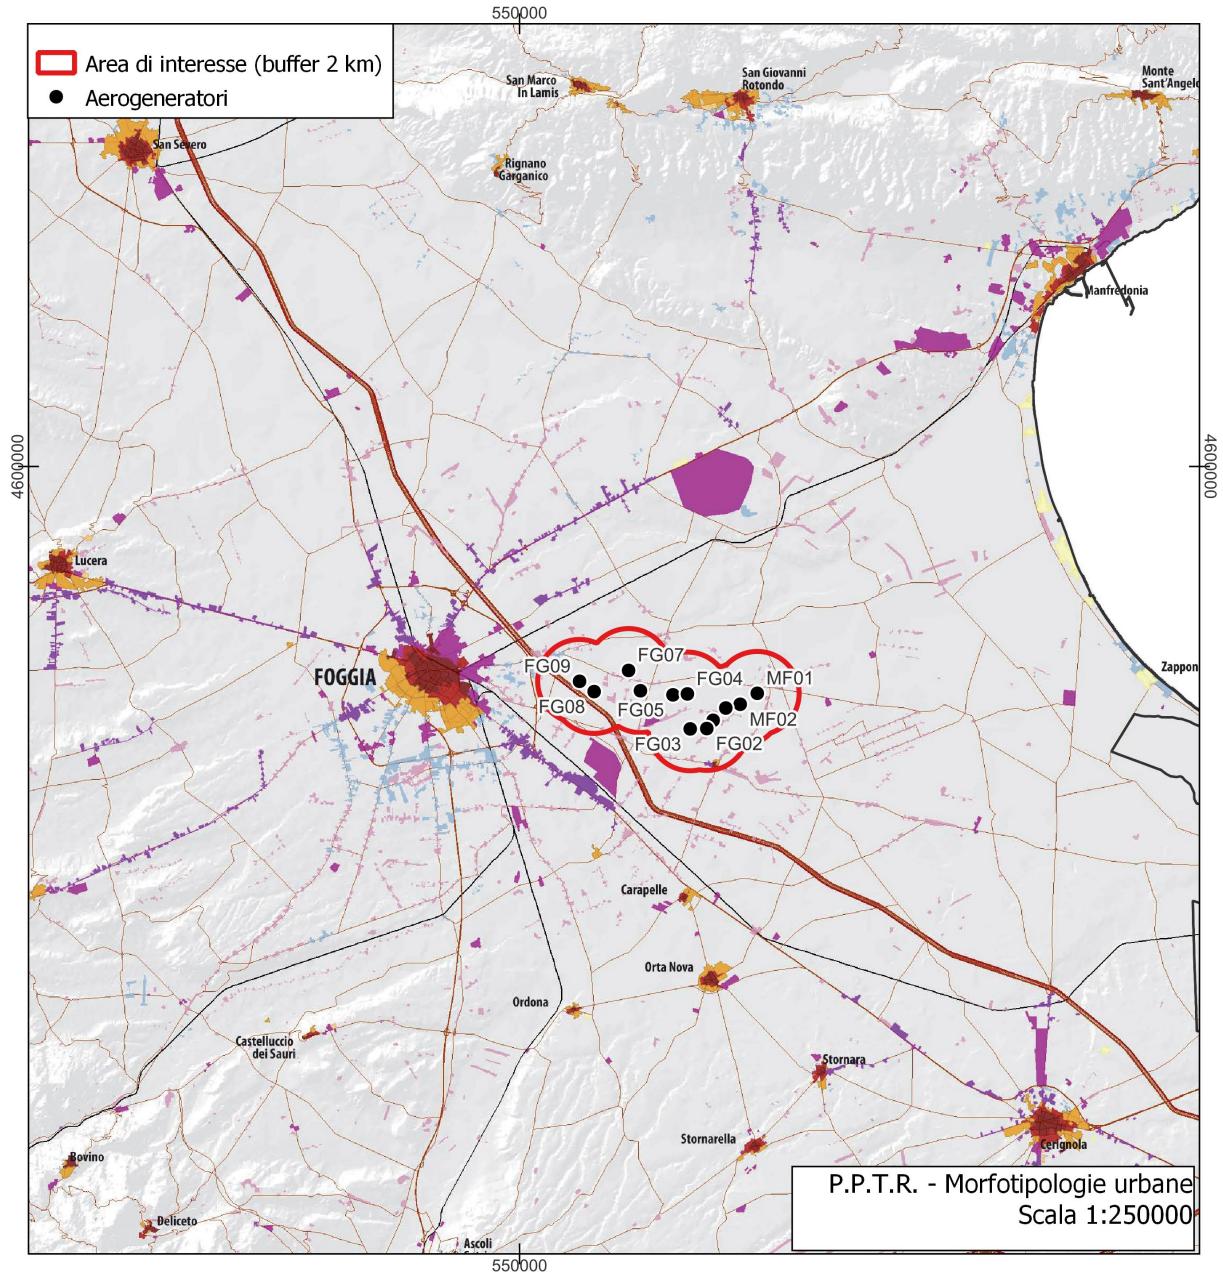 550000
Area di interesse (buffer 2 km)
Aerogeneratori
San Marco
In Lamis
San Giovanni
Rotondo
Monte
Sant'Angelo
San Severo
Rignano
Garganico
Manfredonia
4600000
4600000
Lucera
FOGGIA
FG09
FG07
FG04
MF01
FG08
FG05
MF02
FG03
FG02
Zappon
Carapelle
Orta Nova
Ordona
Castelluccio
dei Sauri
Stornara
Stornarella
Cerignola
Bovino
Deliceto
Ascoli
P.P.T.R. - Morfotipologie urbane
Scala 1:250000
550000